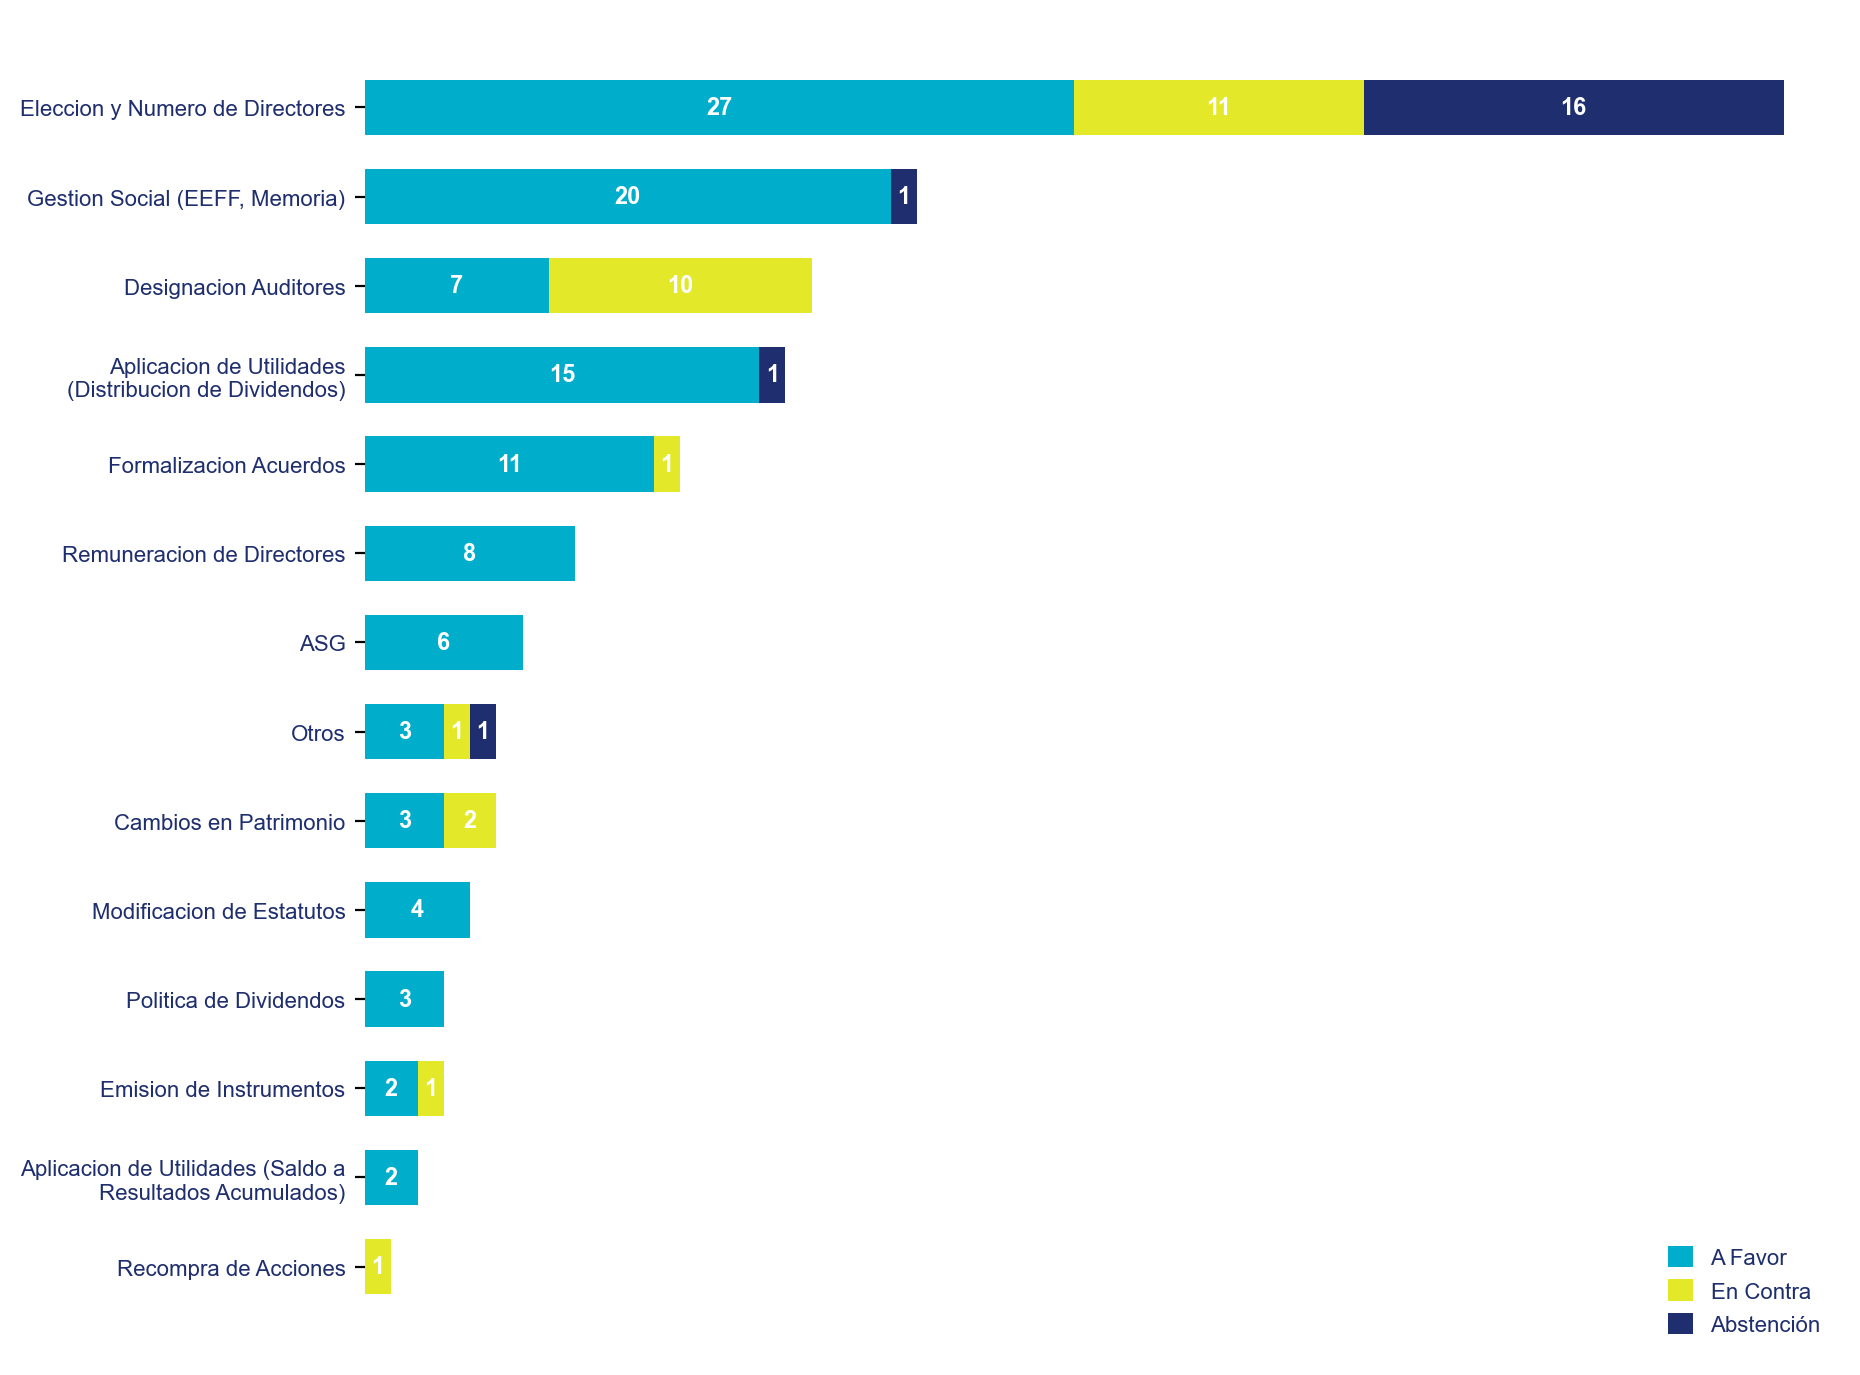 Eleccion y Numero de Directores 27 11 16
Gestion Social (EEFF, Memoria) 20 1
Designacion Auditores 7 10
Aplicacion de Utilidades
(Distribucion de Dividendos) 15 1
Formalizacion Acuerdos 11 1
Remuneracion de Directores 8
ASG 6
Otros 3 1 1
Cambios en Patrimonio 3 2
Modificacion de Estatutos 4
Politica de Dividendos 3
Emision de Instrumentos 2 1
Aplicacion de Utilidades (Saldo a
Resultados Acumulados) 2
Recompra de Acciones 1
A Favor
En Contra
Abstención